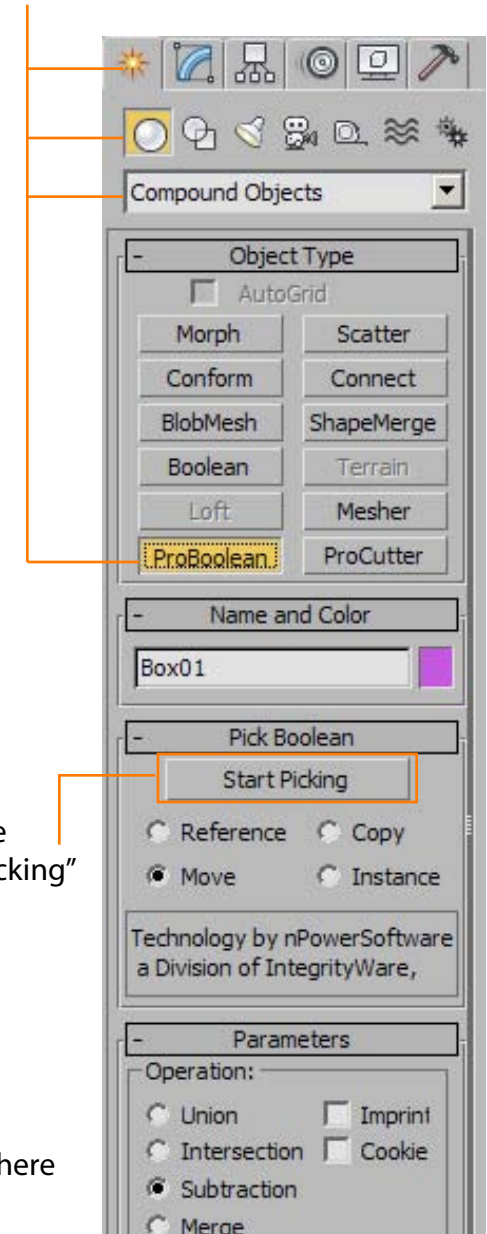 Compound Objects
- Object Type
AutoGrid
Morph Scatter
Conform Connect
BlobMesh ShapeMerge
Boolean Terrain
Loft Mesher
ProBoolean ProCutter
- Name and Color
Box01
- Pick Boolean
Start Picking
Reference Copy
cking”
Move Instance
Technology by nPowerSoftware
a Division of IntegrityWare,
- Parameters
Operation:
Union Imprint
Intersection Cookie
here
Subtraction
Merge